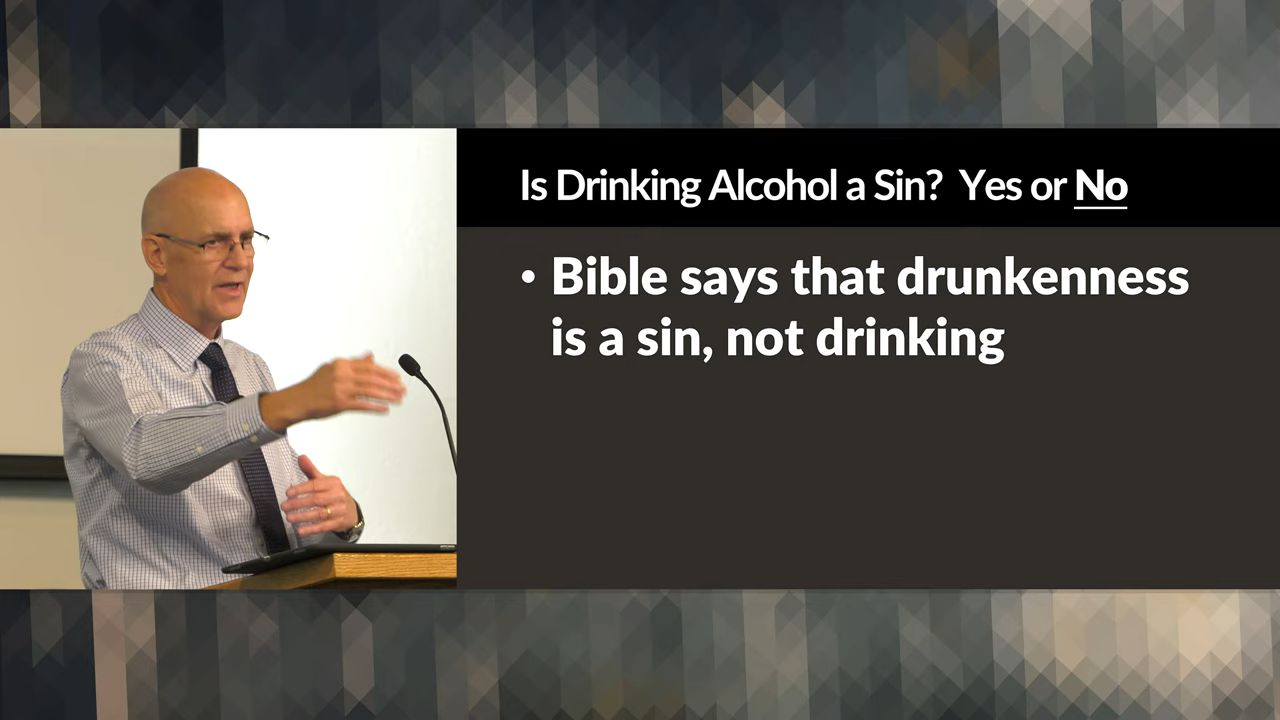 Is Drinking Alcohol a Sin?  Yes or No
• Bible says that drunkenness
is a sin, not drinking